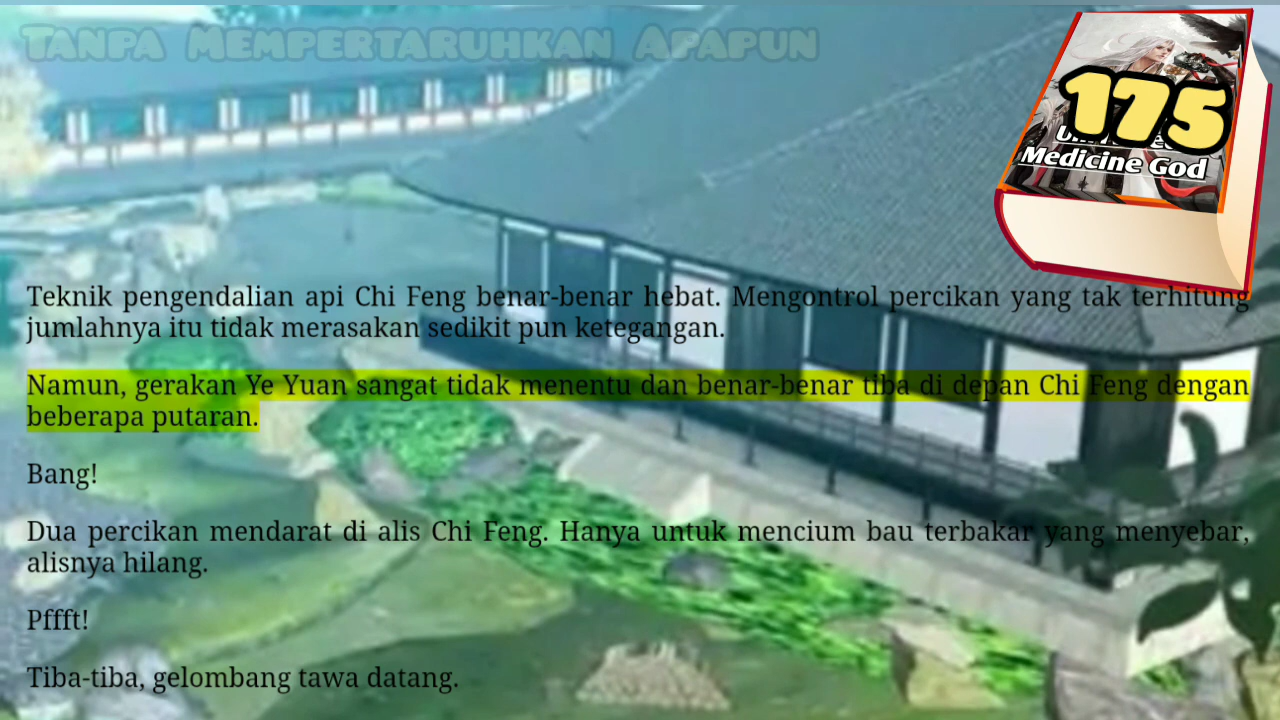 Tanpa Mempertaruhkan Apapun
175
Medicine God
Teknik pengendalian api Chi Feng benar-benar hebat. Mengontrol percikan yang tak terhitung
jumlahnya itu tidak merasakan sedikit pun ketegangan.
Namun, gerakan Ye Yuan sangat tidak menentu dan benar-benar tiba di depan Chi Feng dengan
beberapa putaran.
Bang!
Dua percikan mendarat di alis Chi Feng. Hanya untuk mencium bau terbakar yang menyebar,
alisnya hilang.
Pffft!
Tiba-tiba, gelombang tawa datang.